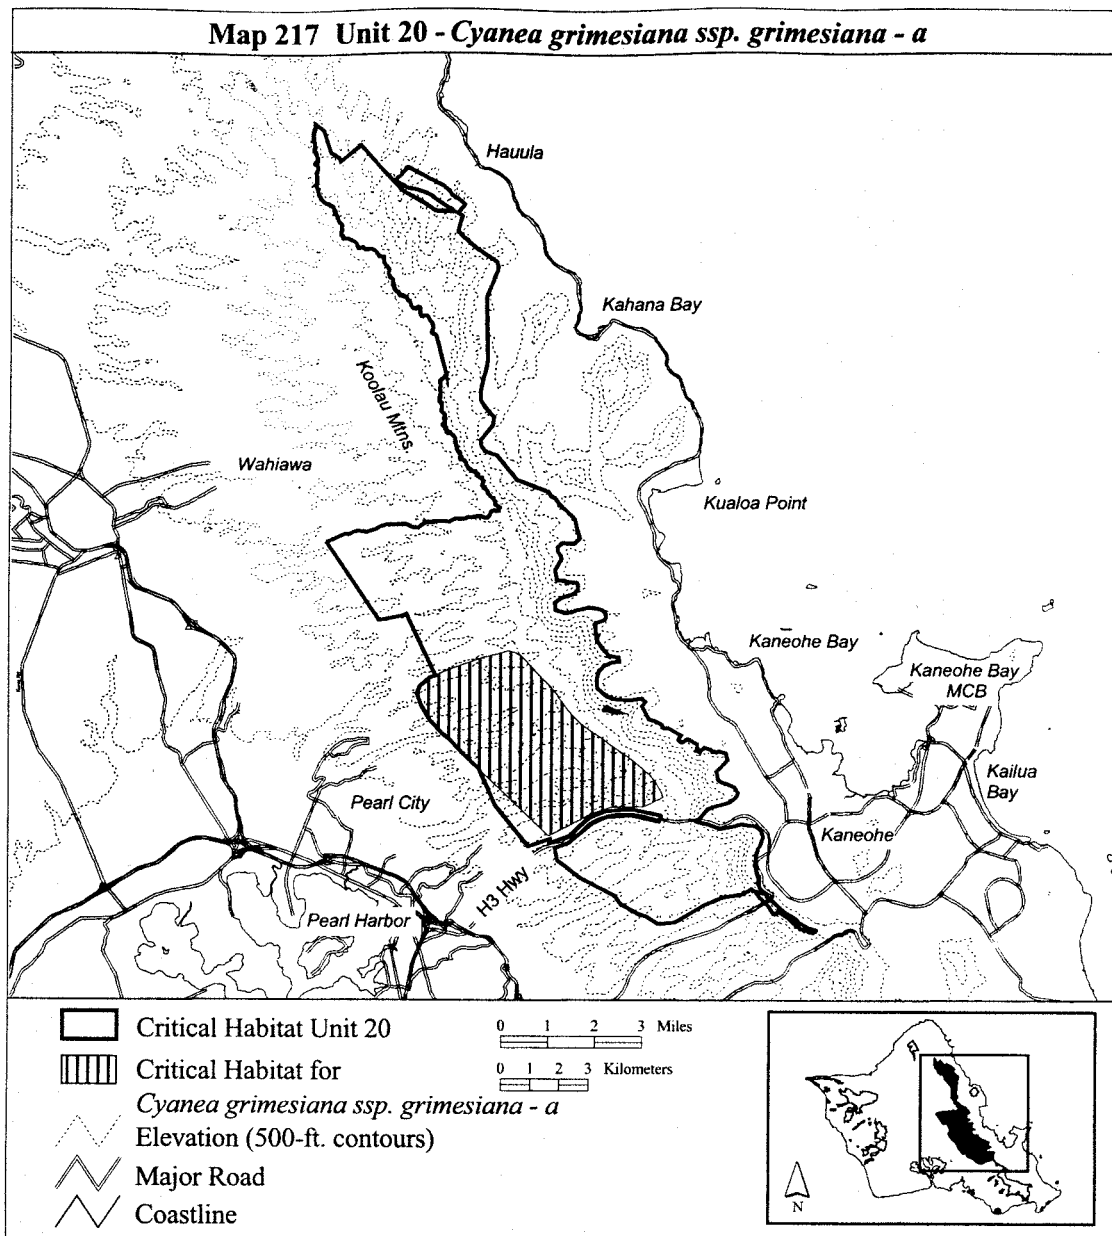 Map 217 Unit 20 - Cyanea grimesiana ssp. grimesiana - a
Hauula
Kahana Bay
Koolau Mtns.
Wahiawa
Kualoa Point
Kaneohe Bay
Kaneohe Bay
MCB
Kailua
Bay
Pearl City
Kaneohe
H3 Hwy
Pearl Harbor
Critical Habitat Unit 20
0 1 2 3 Miles
Critical Habitat for
0 1 2 3 Kilometers
Cyanea grimesiana ssp. grimesiana - a
Elevation (500-ft. contours)
Major Road
Coastline
N